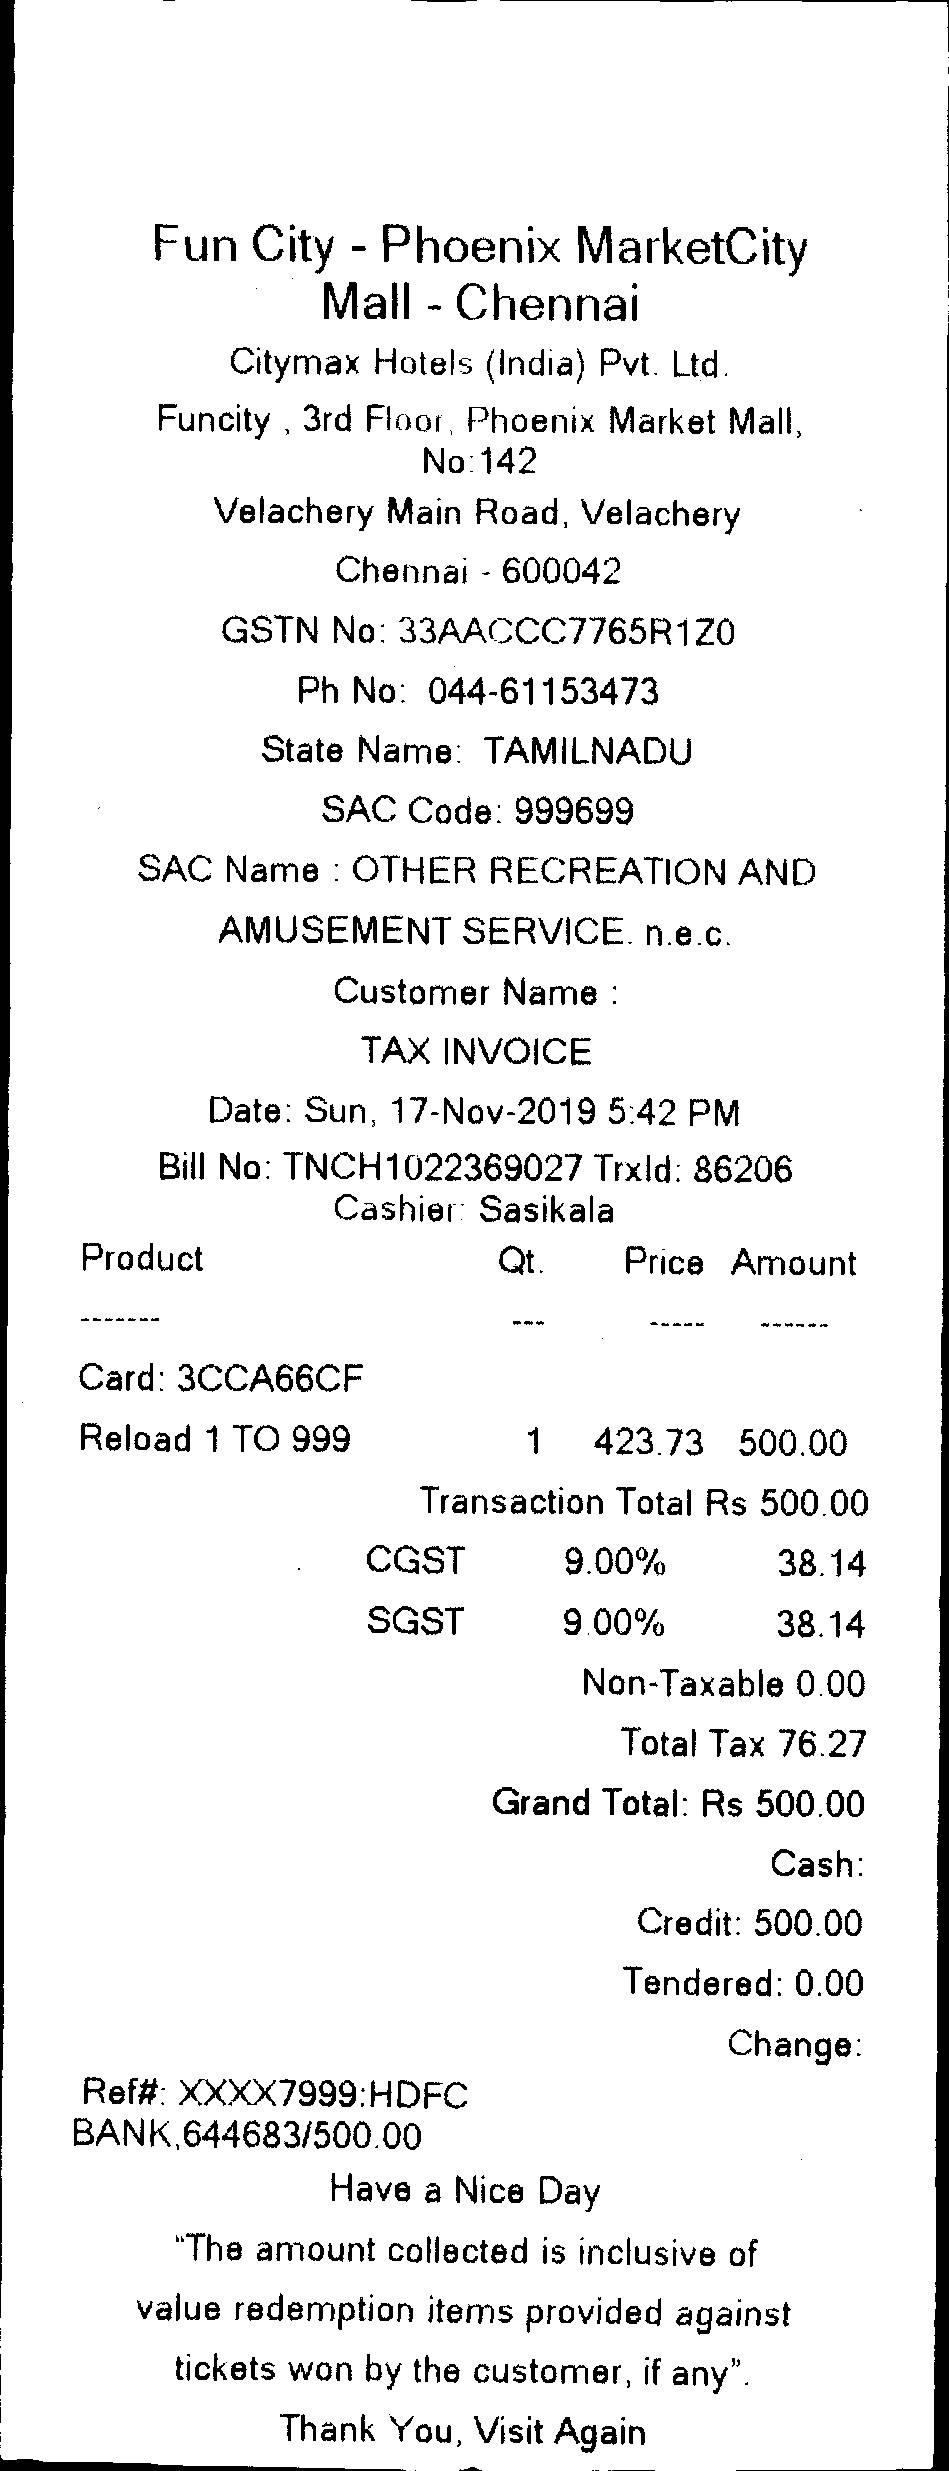 Fun City - Phoenix MarketCity
Mall - Chennai
Citymax Hotels (India) Pvt. Ltd.
Funcity , 3rd Floor, Phoenix Market Mall,
No:142
Velachery Main Road, Velachery
Chennai - 600042
GSTN No: 33AACCC7765R1Z0
Ph No: 044-61153473
State Name: TAMILNADU
SAC Code: 999699
SAC Name : OTHER RECREATION AND
AMUSEMENT SERVICE. n.e.c.
Customer Name :
TAX INVOICE
Date: Sun, 17-Nov-2019 5:42 PM
Bill No: TNCH1022369027 TrxId: 86206
Cashier: Sasikala
Product Qt. Price Amount
------- --- ----- ------
Card: 3CCA66CF
Reload 1 TO 999 1 423.73 500.00
Transaction Total Rs 500.00
CGST 9.00% 38.14
SGST 9.00% 38.14
Non-Taxable 0.00
Total Tax 76.27
Grand Total: Rs 500.00
Cash:
Credit: 500.00
Tendered: 0.00
Change:
Ref#: XXXX7999:HDFC
BANK,644683/500.00
Have a Nice Day
"The amount collected is inclusive of
value redemption items provided against
tickets won by the customer, if any".
Thank You, Visit Again